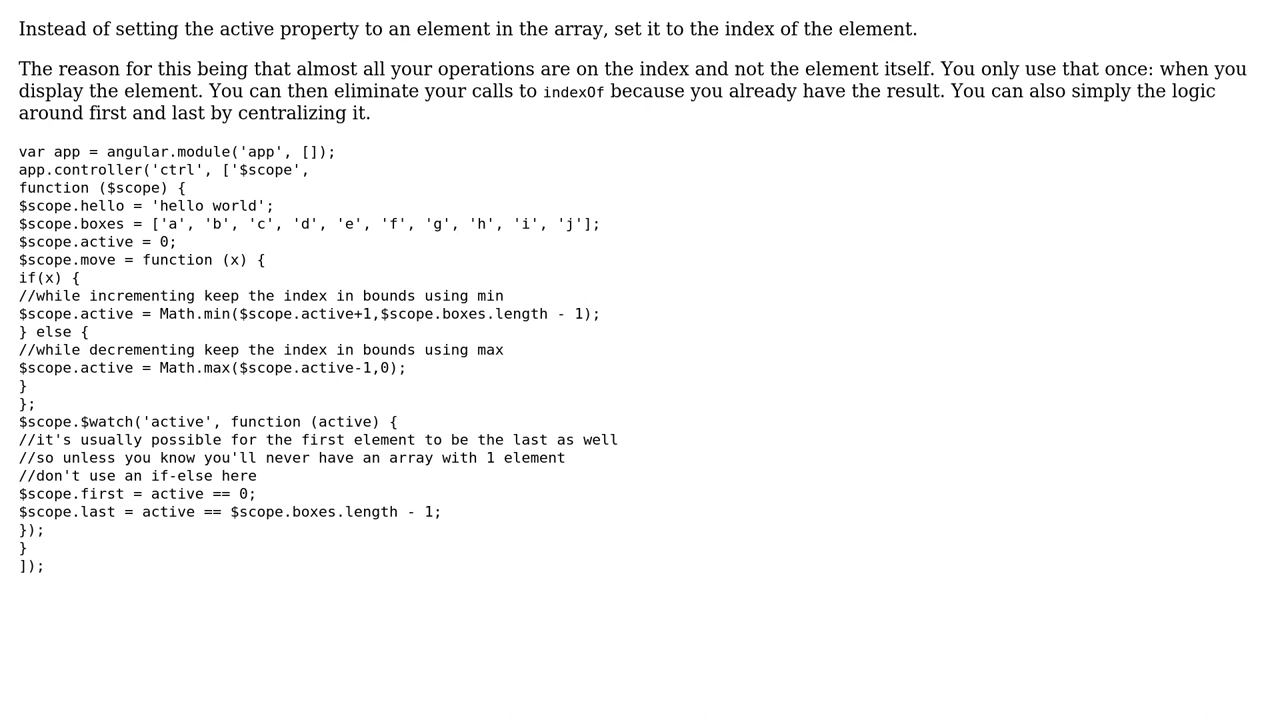 Instead of setting the active property to an element in the array, set it to the index of the element.
The reason for this being that almost all your operations are on the index and not the element itself. You only use that once: when you
display the element. You can then eliminate your calls to indexOf because you already have the result. You can also simply the logic
around first and last by centralizing it.
var app = angular.module('app', []);
app.controller('ctrl', ['$scope',
function ($scope) {
$scope.hello = 'hello world';
$scope.boxes = ['a', 'b', 'c', 'd', 'e', 'f', 'g', 'h', 'i', 'j'];
$scope.active = 0;
$scope.move = function (x) {
if(x) {
//while incrementing keep the index in bounds using min
$scope.active = Math.min($scope.active+1,$scope.boxes.length - 1);
} else {
//while decrementing keep the index in bounds using max
$scope.active = Math.max($scope.active-1,0);
}
};
$scope.$watch('active', function (active) {
//it's usually possible for the first element to be the last as well
//so unless you know you'll never have an array with 1 element
//don't use an if-else here
$scope.first = active == 0;
$scope.last = active == $scope.boxes.length - 1;
});
}
]);